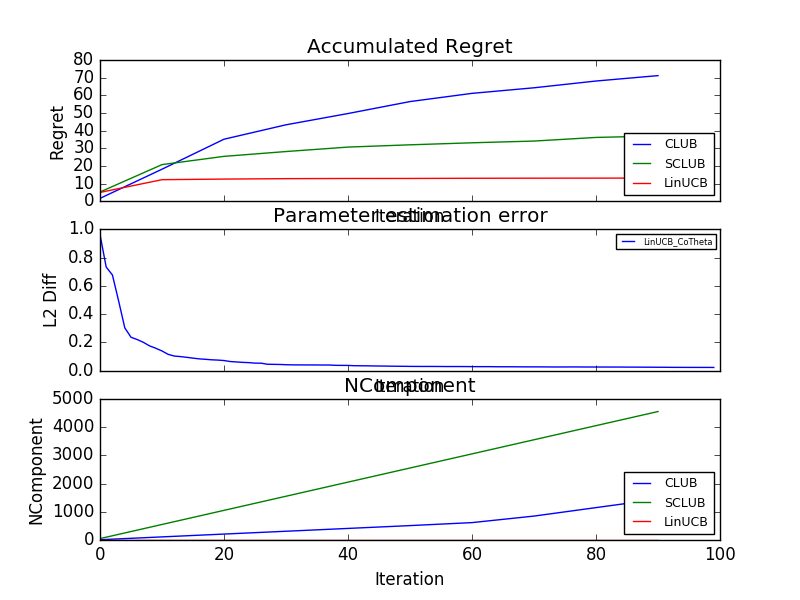 Accumulated Regret
80
70
60
50
40
30
20
10
0
Regret
CLUB
SCLUB
LinUCB
Iteration
Parameter estimation error
1.0
0.8
0.6
0.4
0.2
0.0
L2 Diff
LinUCB_CoTheta
Iteration
NComponent
5000
4000
3000
2000
1000
0
NComponent
CLUB
SCLUB
LinUCB
0 20 40 60 80 100
Iteration